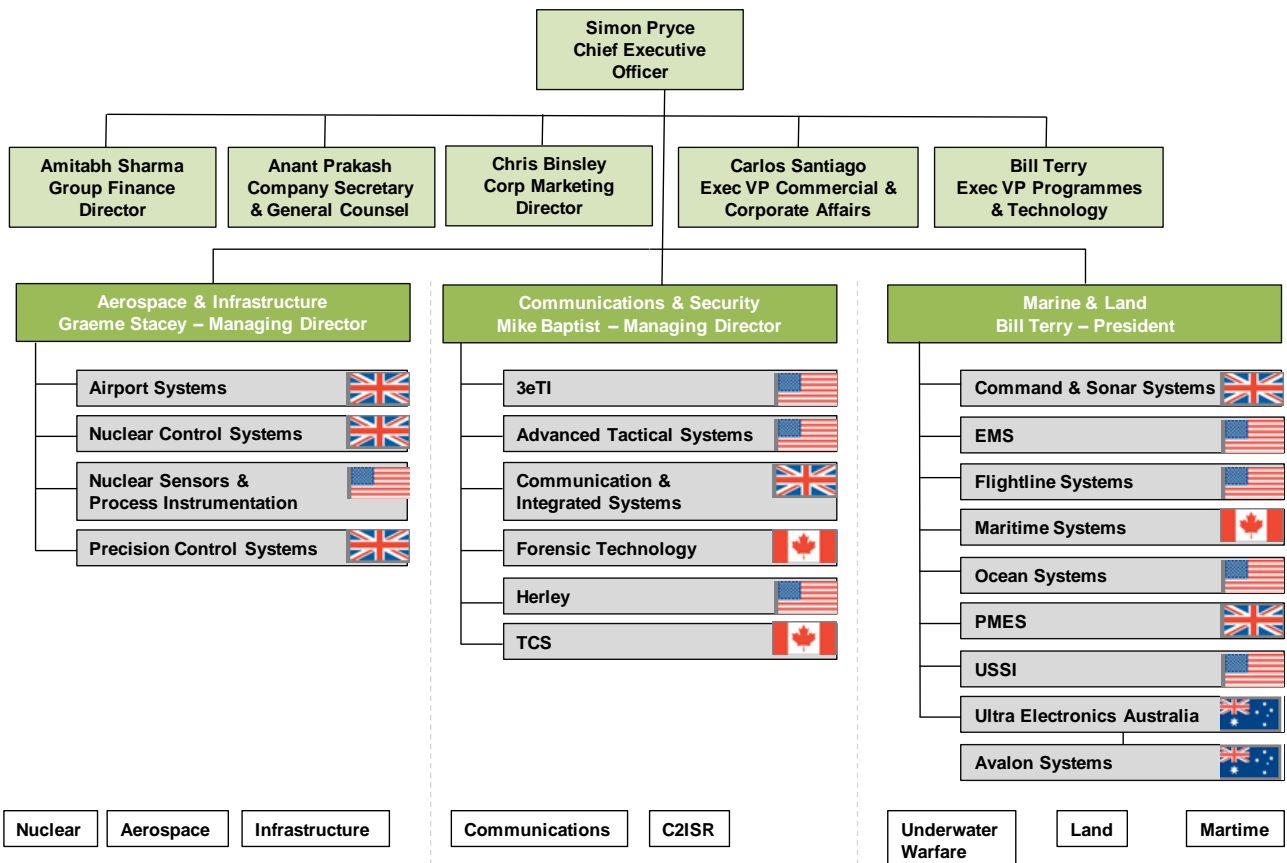 Simon Pryce
Chief Executive
Officer
Amitabh Sharma
Group Finance
Director
Anant Prakash
Company Secretary
& General Counsel
Chris Binsley
Corp Marketing
Director
Carlos Santiago
Exec VP Commercial &
Corporate Affairs
Bill Terry
Exec VP Programmes
& Technology
Aerospace & Infrastructure
Graeme Stacey – Managing Director
Airport Systems
Nuclear Control Systems
Nuclear Sensors &
Process Instrumentation
Precision Control Systems
Communications & Security
Mike Baptist – Managing Director
3eTI
Advanced Tactical Systems
Communication &
Integrated Systems
Forensic Technology
Herley
TCS
Marine & Land
Bill Terry – President
Command & Sonar Systems
EMS
Flightline Systems
Maritime Systems
Ocean Systems
PMES
USSI
Ultra Electronics Australia
Avalon Systems
Nuclear
Aerospace
Infrastructure
Communications
C2ISR
Underwater
Warfare
Land
Martime